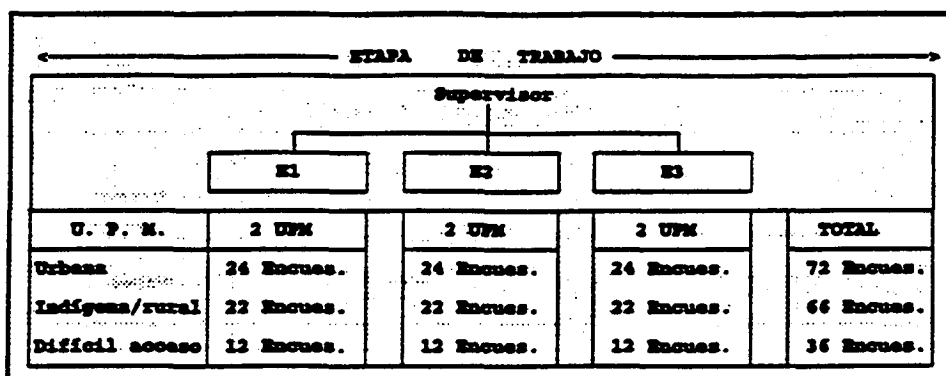 ETAPA DE TRABAJO
Supervisor
E1 E2 E3
U. P. M. 2 UPM 2 UPM 2 UPM TOTAL
Urbana 24 Encues. 24 Encues. 24 Encues. 72 Encues.
Indígena/rural 22 Encues. 22 Encues. 22 Encues. 66 Encues.
Difícil acceso 12 Encues. 12 Encues. 12 Encues. 36 Encues.